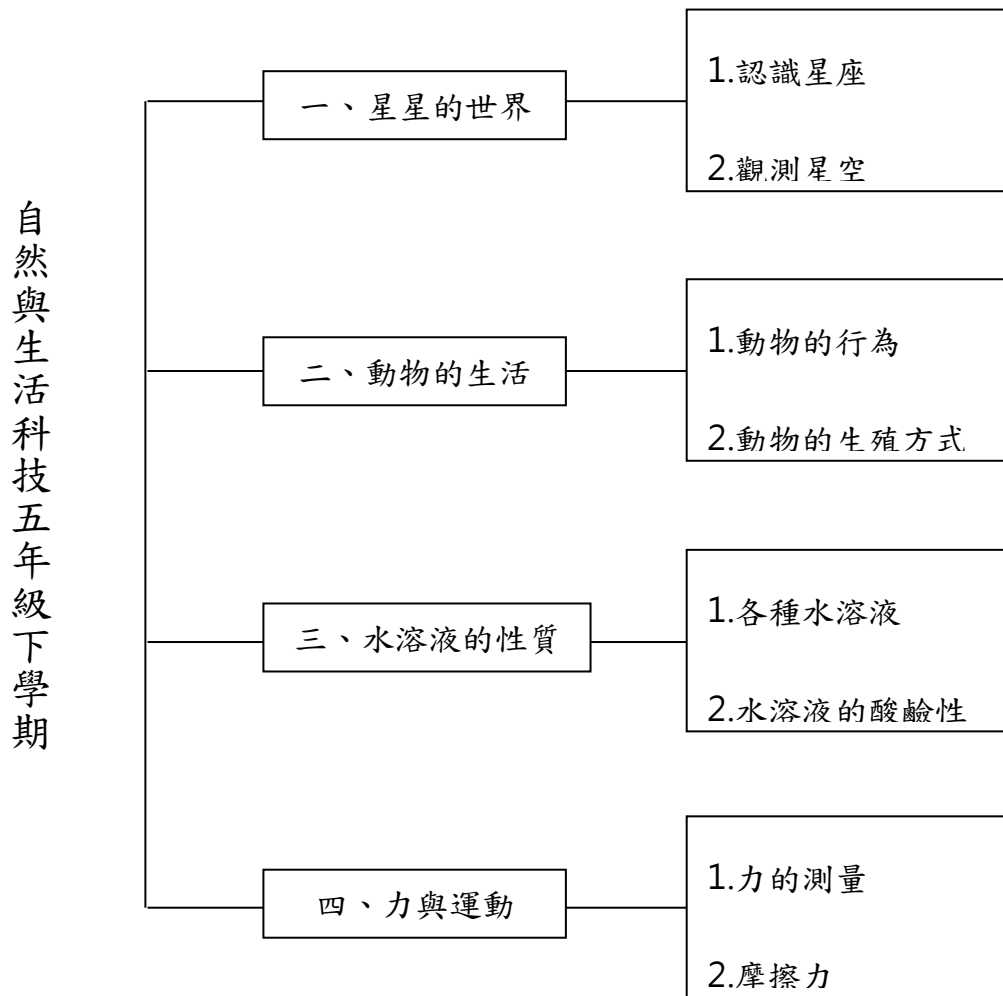 自然與生活科技五年級下學期
一、星星的世界
1.認識星座
2.觀測星空
二、動物的生活
1.動物的行為
2.動物的生殖方式
三、水溶液的性質
1.各種水溶液
2.水溶液的酸鹼性
四、力與運動
1.力的測量
2.摩擦力